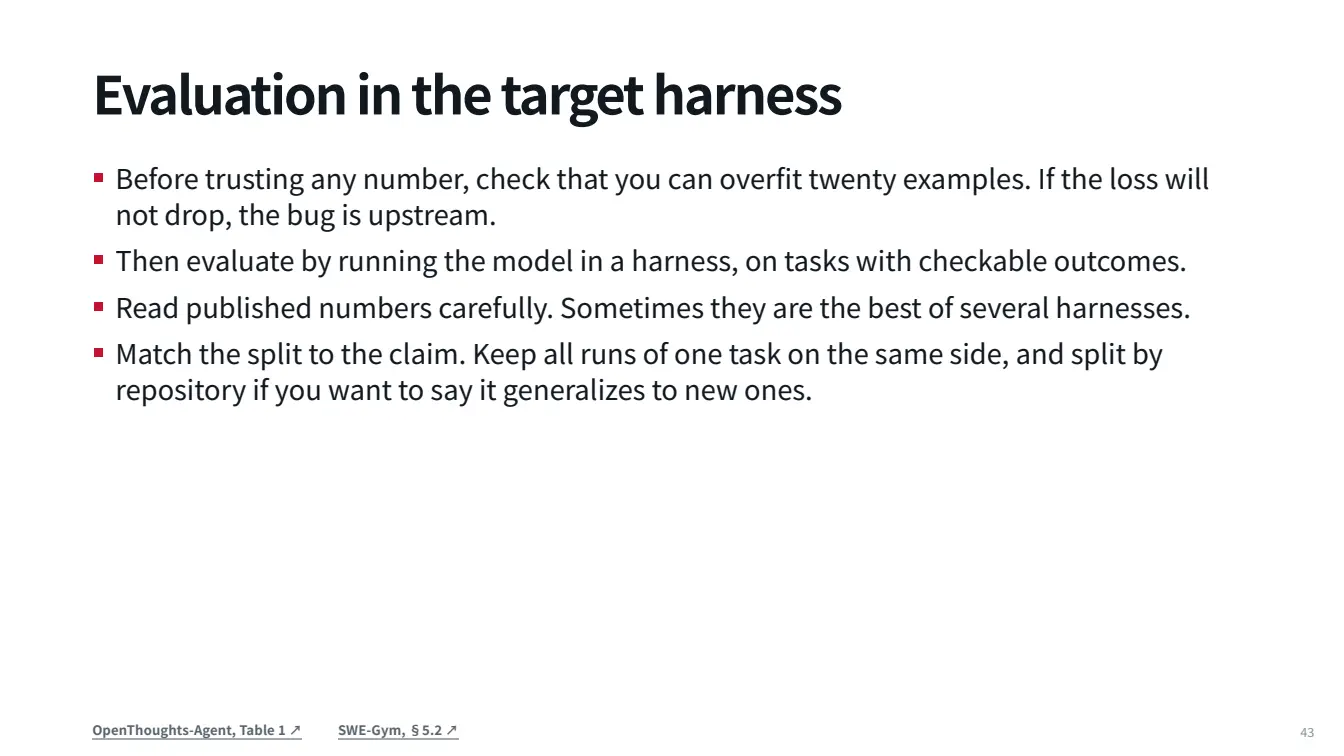 Evaluation in the target harness
Before trusting any number, check that you can overfit twenty examples. If the loss will
not drop, the bug is upstream.
Then evaluate by running the model in a harness, on tasks with checkable outcomes.
Read published numbers carefully. Sometimes they are the best of several harnesses.
Match the split to the claim. Keep all runs of one task on the same side, and split by
repository if you want to say it generalizes to new ones.
OpenThoughts-Agent, Table 1 ↗ SWE-Gym, §5.2 ↗ 43